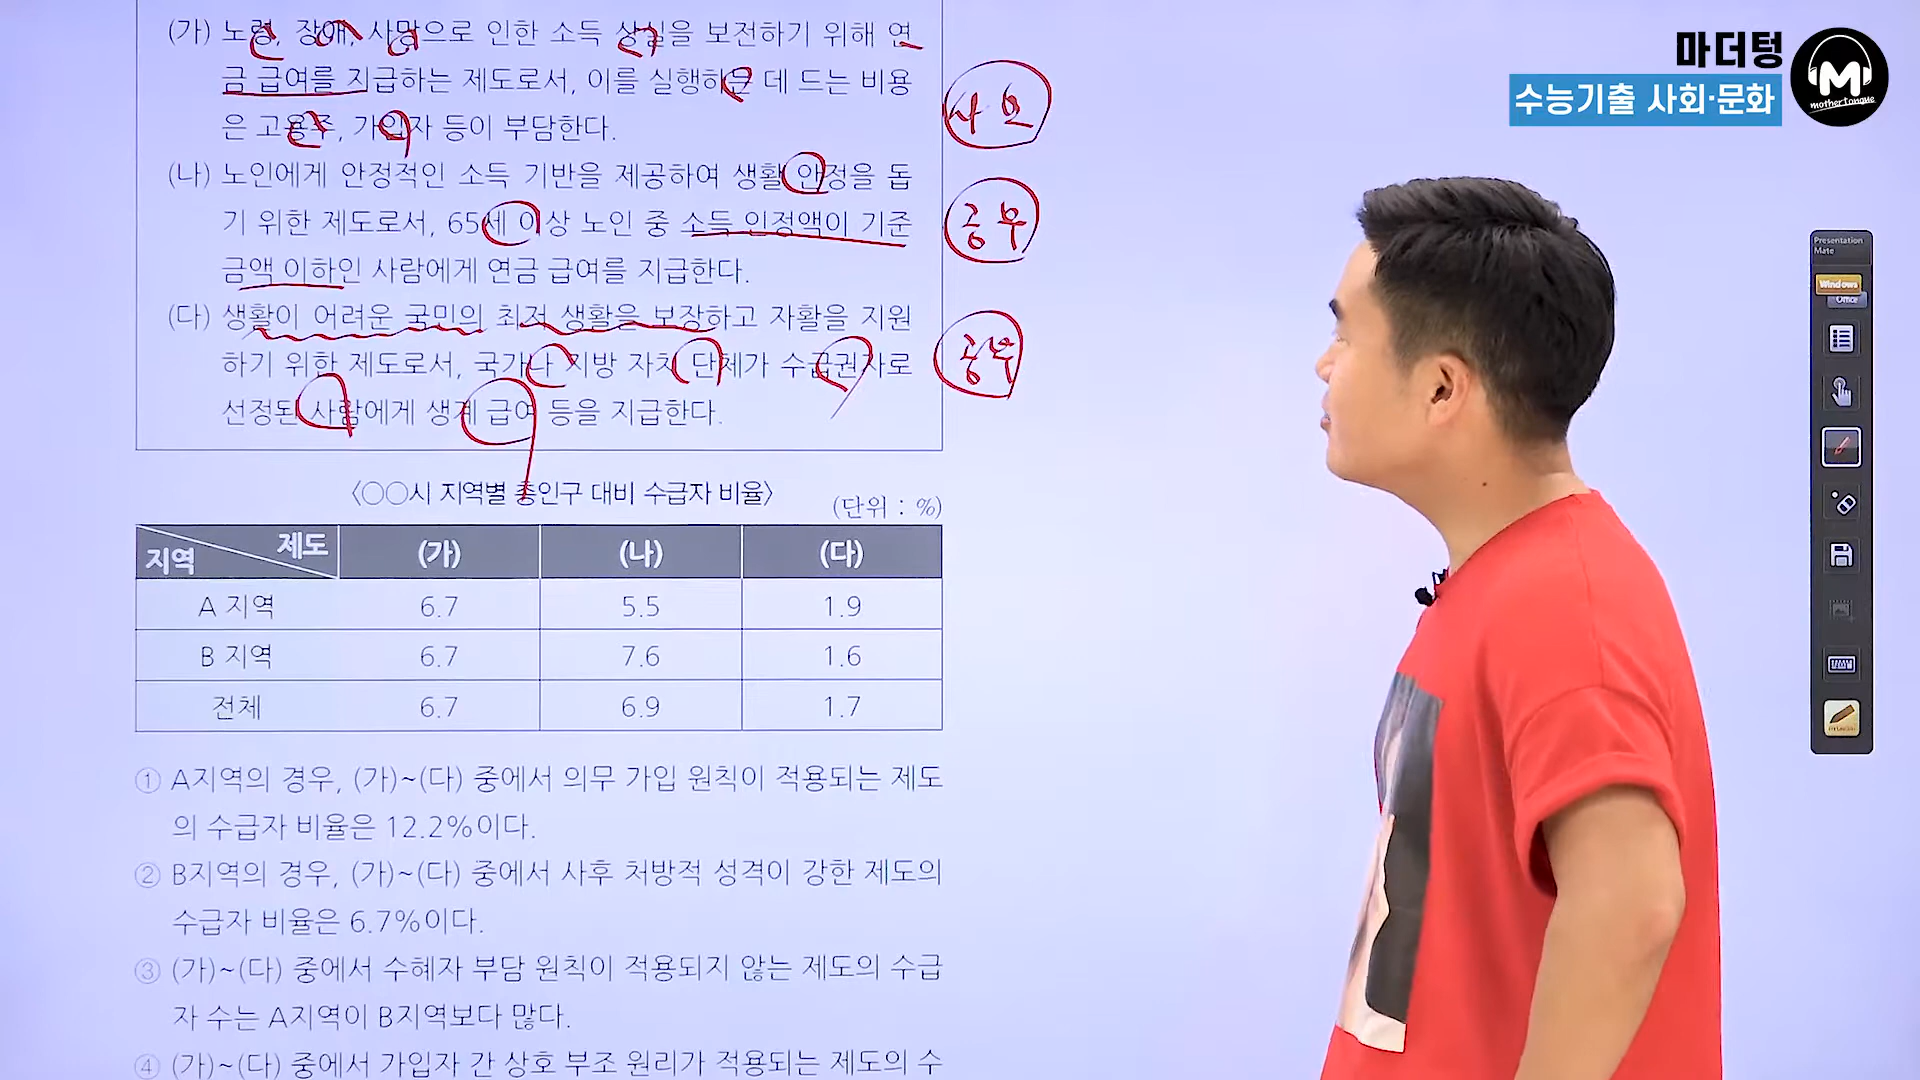 마더텅
수능기출 사회·문화
M
mothertongue
(가) 노령, 장애, 사망으로 인한 소득 상실을 보전하기 위해 연
금 급여를 지급하는 제도로서, 이를 실행하는 데 드는 비용
은 고용주, 가입자 등이 부담한다.
사보
(나) 노인에게 안정적인 소득 기반을 제공하여 생활 안정을 돕
기 위한 제도로서, 65세 이상 노인 중 소득 인정액이 기준
금액 이하인 사람에게 연금 급여를 지급한다.
공부
(다) 생활이 어려운 국민의 최저 생활을 보장하고 자활을 지원
하기 위한 제도로서, 국가나 지방 자치 단체가 수급권자로
선정된 사람에게 생계 급여 등을 지급한다.
공부
〈○○시 지역별 총인구 대비 수급자 비율〉
(단위 : %)
지역 제도 (가) (나) (다)
A 지역 6.7 5.5 1.9
B 지역 6.7 7.6 1.6
전체 6.7 6.9 1.7
① A지역의 경우, (가)~(다) 중에서 의무 가입 원칙이 적용되는 제도
의 수급자 비율은 12.2%이다.
② B지역의 경우, (가)~(다) 중에서 사후 처방적 성격이 강한 제도의
수급자 비율은 6.7%이다.
③ (가)~(다) 중에서 수혜자 부담 원칙이 적용되지 않는 제도의 수급
자 수는 A지역이 B지역보다 많다.
④ (가)~(다) 중에서 가입자 간 상호 부조 원리가 적용되는 제도의 수
Presentation
Mate
Windows
Office